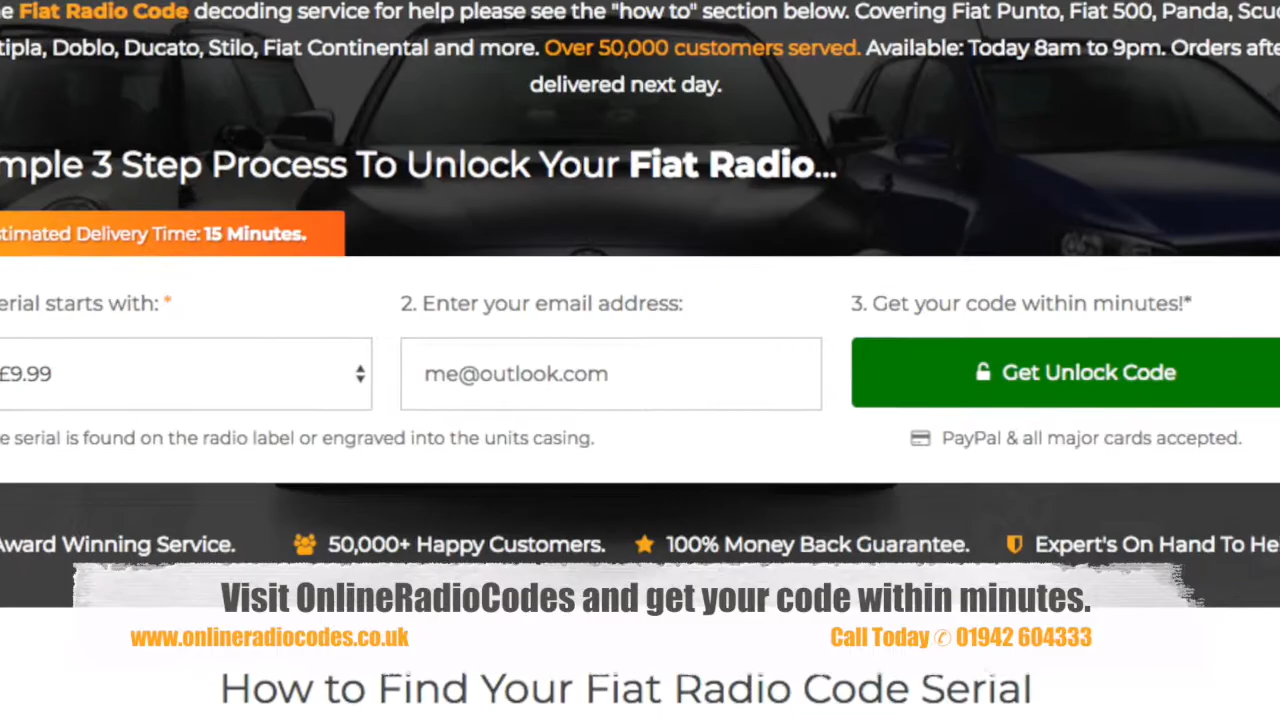 Fiat Radio Code decoding service for help please see the "how to" section below. Covering Fiat Punto, Fiat 500, Panda,
Doblo, Ducato, Stilo, Fiat Continental and more. Over 50,000 customers served. Available: Today 8am to 9pm. Orders
delivered next day.
3 Step Process To Unlock Your Fiat Radio...
Delivery Time: 15 Minutes.
starts with: *
2. Enter your email address:
3. Get your code within minutes!*
£9.99
me@outlook.com
Get Unlock Code
serial is found on the radio label or engraved into the units casing.
PayPal & all major cards accepted.
Award Winning Service.
50,000+ Happy Customers.
100% Money Back Guarantee.
Expert's On Hand To
Visit OnlineRadioCodes and get your code within minutes.
www.onlineradiocodes.co.uk
Call Today ✆ 01942 604333
How to Find Your Fiat Radio Code Serial